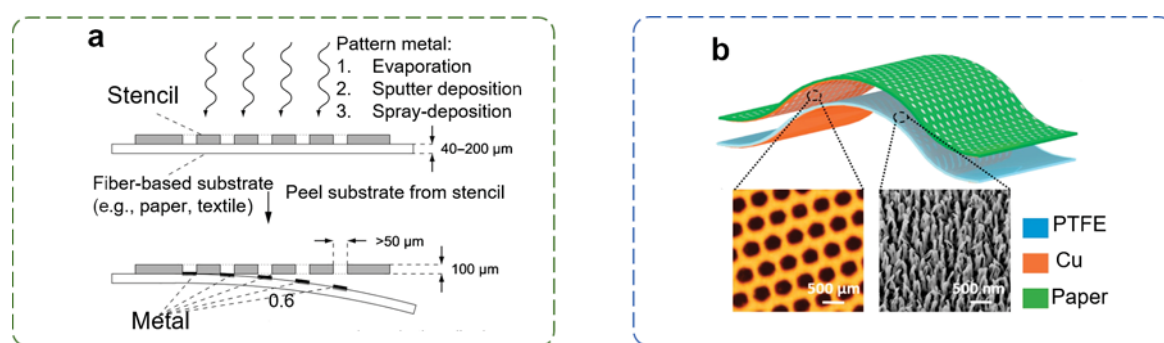 a
Pattern metal:
1. Evaporation
2. Sputter deposition
3. Spray-deposition
Stencil
40–200 µm
Fiber-based substrate
(e.g., paper, textile)
Peel substrate from stencil
>50 µm
100 µm
0.6
Metal
b
500 µm
500 nm
PTFE
Cu
Paper